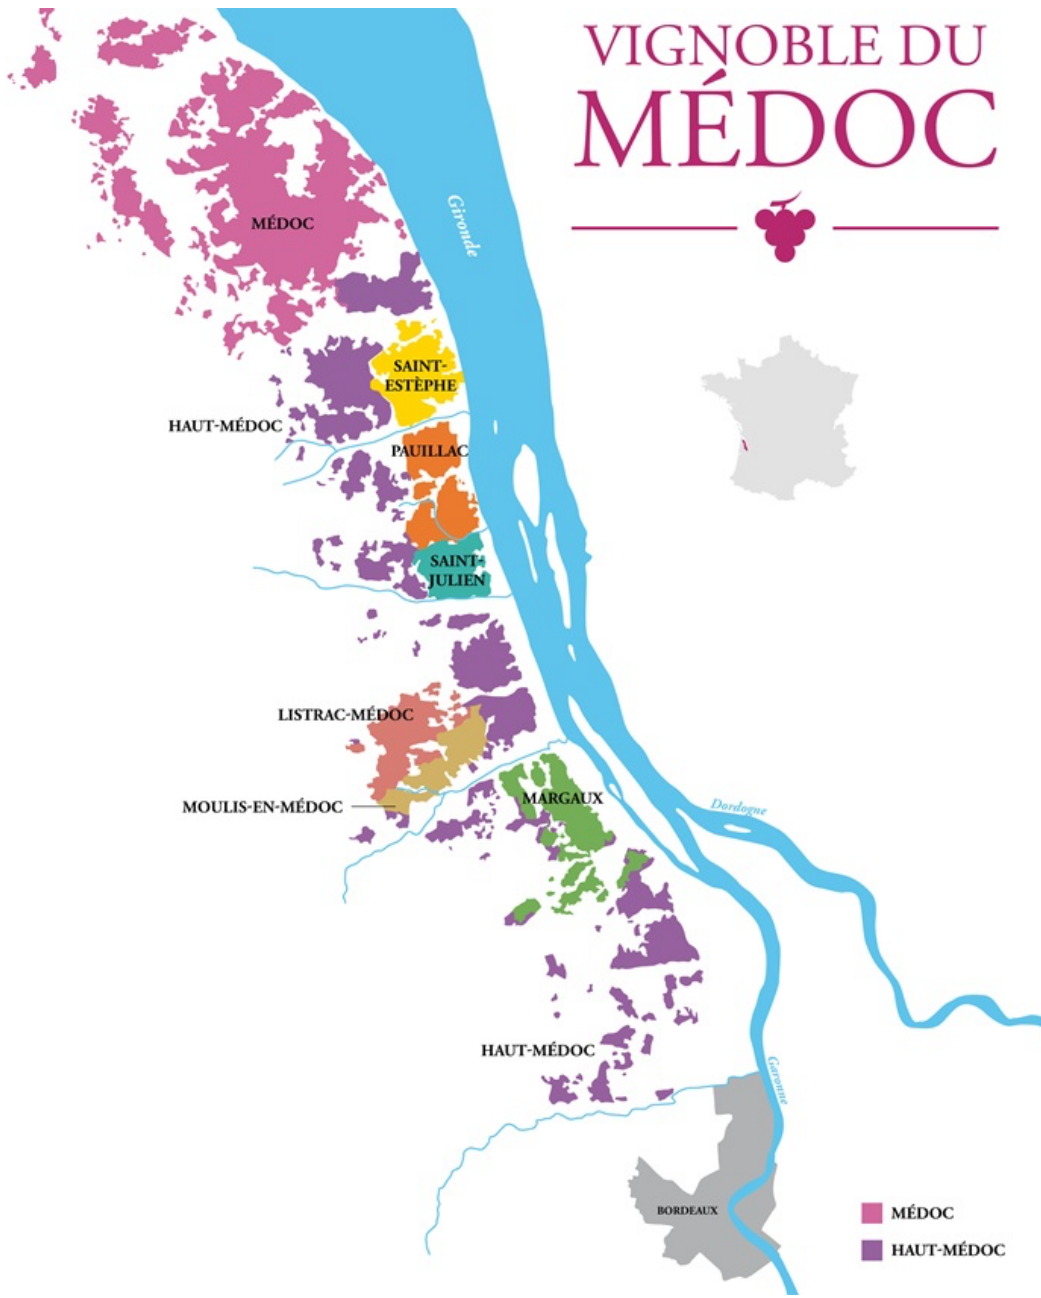 VIGNOBLE DU
MÉDOC
Gironde
MÉDOC
SAINT-
ESTÈPHE
HAUT-MÉDOC
PAUILLAC
SAINT-
JULIEN
LISTRAC-MÉDOC
MOULIS-EN-MÉDOC
MARGAUX
Dordogne
HAUT-MÉDOC
Garonne
BORDEAUX
MÉDOC
HAUT-MÉDOC